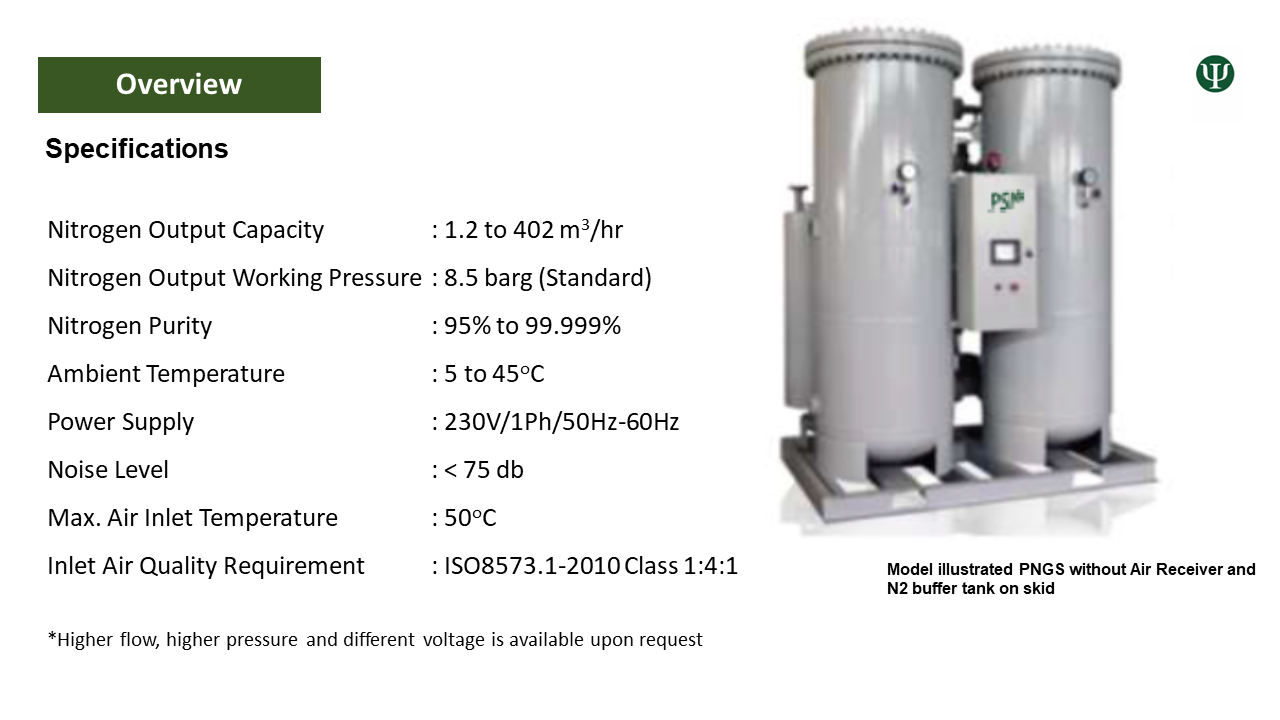 Overview
Specifications
Nitrogen Output Capacity : 1.2 to 402 m³/hr
Nitrogen Output Working Pressure : 8.5 barg (Standard)
Nitrogen Purity : 95% to 99.999%
Ambient Temperature : 5 to 45°C
Power Supply : 230V/1Ph/50Hz-60Hz
Noise Level : < 75 db
Max. Air Inlet Temperature : 50°C
Inlet Air Quality Requirement : ISO8573.1-2010 Class 1:4:1
*Higher flow, higher pressure and different voltage is available upon request
Ψ
Model illustrated PNGS without Air Receiver and
N2 buffer tank on skid